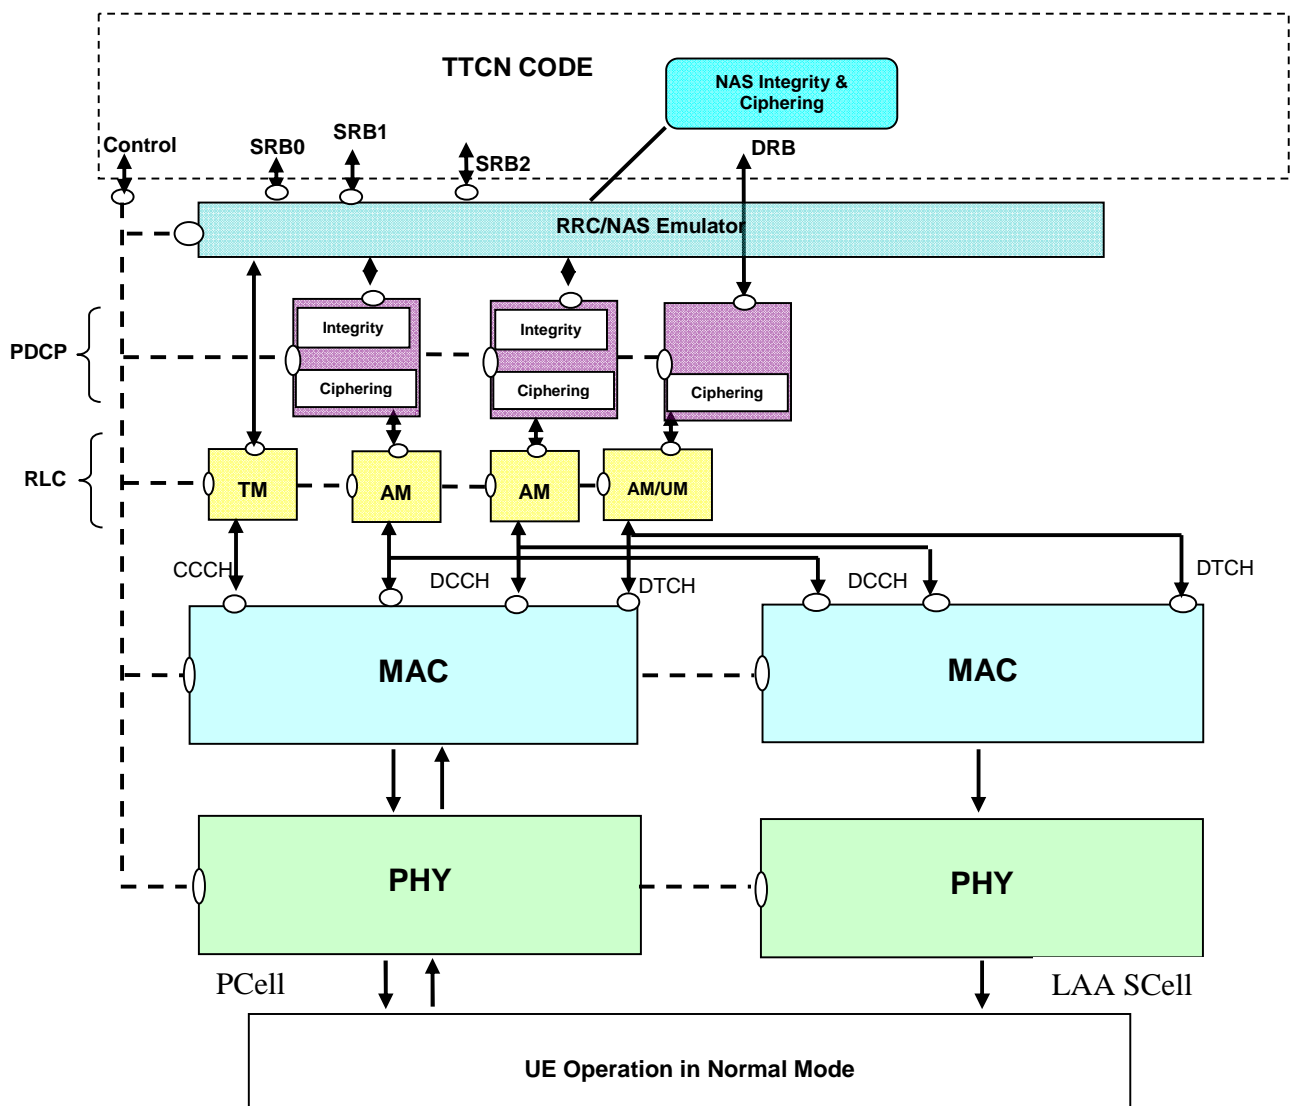 TTCN CODE
NAS Integrity &
Ciphering
Control
SRB0
SRB1
SRB2
DRB
RRC/NAS Emulator
PDCP
Integrity
Ciphering
Integrity
Ciphering
Ciphering
RLC
TM
AM
AM
AM/UM
CCCH
DCCH
DTCH
DCCH
DTCH
MAC
MAC
PHY
PHY
PCell
LAA SCell
UE Operation in Normal Mode